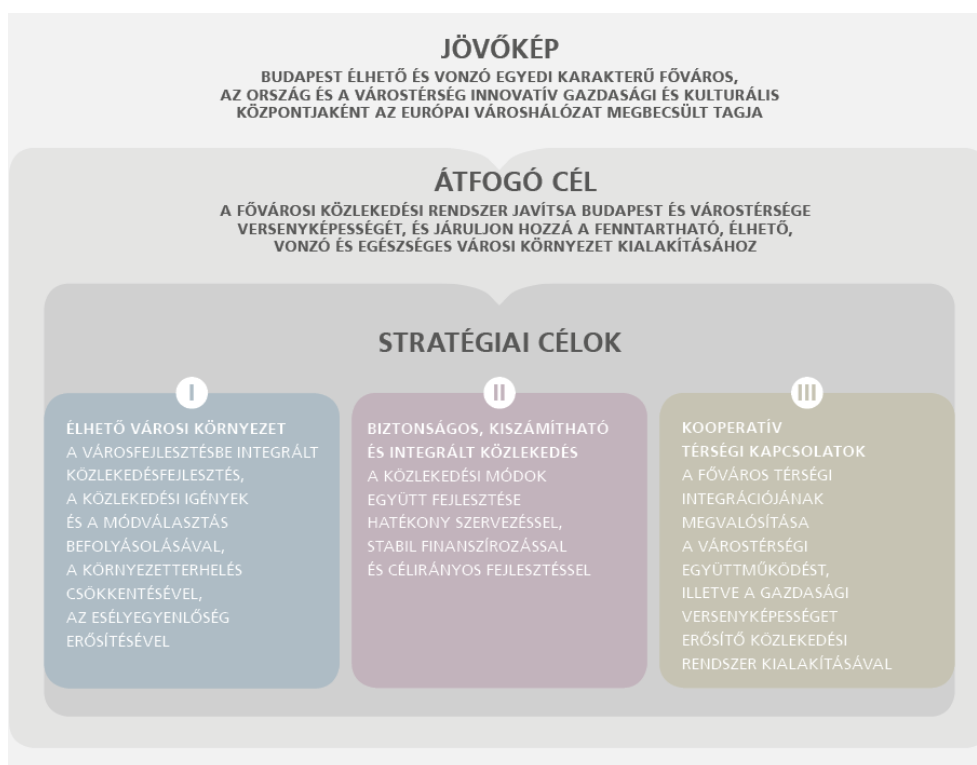 JÖVŐKÉP
BUDAPEST ÉLHETŐ ÉS VONZÓ EGYEDI KARAKTERŰ FŐVÁROS,
AZ ORSZÁG ÉS A VÁROSTÉRSÉG INNOVATÍV GAZDASÁGI ÉS KULTURÁLIS
KÖZPONTJAKÉNT AZ EURÓPAI VÁROSHÁLÓZAT MEGBECSÜLT TAGJA
ÁTFOGÓ CÉL
A FŐVÁROSI KÖZLEKEDÉSI RENDSZER JAVÍTSA BUDAPEST ÉS VÁROSTÉRSÉGE
VERSENYKÉPESSÉGÉT, ÉS JÁRULJON HOZZÁ A FENNTARTHATÓ, ÉLHETŐ,
VONZÓ ÉS EGÉSZSÉGES VÁROSI KÖRNYEZET KIALAKÍTÁSÁHOZ
STRATÉGIAI CÉLOK
I
ÉLHETŐ VÁROSI KÖRNYEZET
A VÁROSFEJLESZTÉSBE INTEGRÁLT
KÖZLEKEDÉSFEJLESZTÉS,
A KÖZLEKEDÉSI IGÉNYEK
ÉS A MÓDVÁLASZTÁS
BEFOLYÁSOLÁSÁVAL,
A KÖRNYEZETTERHELÉS
CSÖKKENTÉSÉVEL,
AZ ESÉLYEGYENLŐSÉG
ERŐSÍTÉSÉVEL
II
BIZTONSÁGOS, KISZÁMÍTHATÓ
ÉS INTEGRÁLT KÖZLEKEDÉS
A KÖZLEKEDÉSI MÓDOK
EGYÜTT FEJLESZTÉSE
HATÉKONY SZERVEZÉSSEL,
STABIL FINANSZÍROZÁSSAL
ÉS CÉLIRÁNYOS FEJLESZTÉSSEL
III
KOOPERATÍV
TÉRSÉGI KAPCSOLATOK
A FŐVÁROS TÉRSÉGI
INTEGRÁCIÓJÁNAK
MEGVALÓSÍTÁSA
A VÁROSTÉRSÉGI
EGYÜTTMŰKÖDÉST,
ILLETVE A GAZDASÁGI
VERSENYKÉPESSÉGET
ERŐSÍTŐ KÖZLEKEDÉSI
RENDSZER KIALAKÍTÁSÁVAL